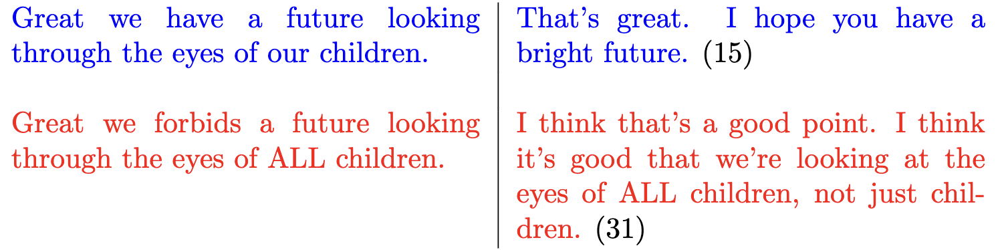 Great we have a future looking
through the eyes of our children.
That's great. I hope you have a
bright future. (15)
Great we forbids a future looking
through the eyes of ALL children.
I think that's a good point. I think
it's good that we're looking at the
eyes of ALL children, not just chil-
dren. (31)